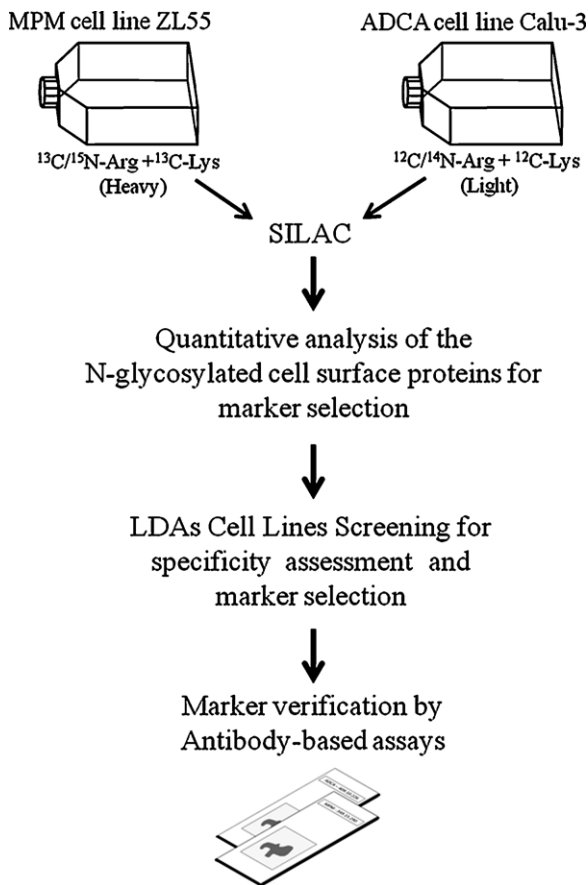 MPM cell line ZL55
ADCA cell line Calu-3
¹³C/¹⁵N-Arg +¹³C-Lys
(Heavy)
¹²C/¹⁴N-Arg + ¹²C-Lys
(Light)
SILAC
Quantitative analysis of the
N-glycosylated cell surface proteins for
marker selection
LDAs Cell Lines Screening for
specificity assessment and
marker selection
Marker verification by
Antibody-based assays